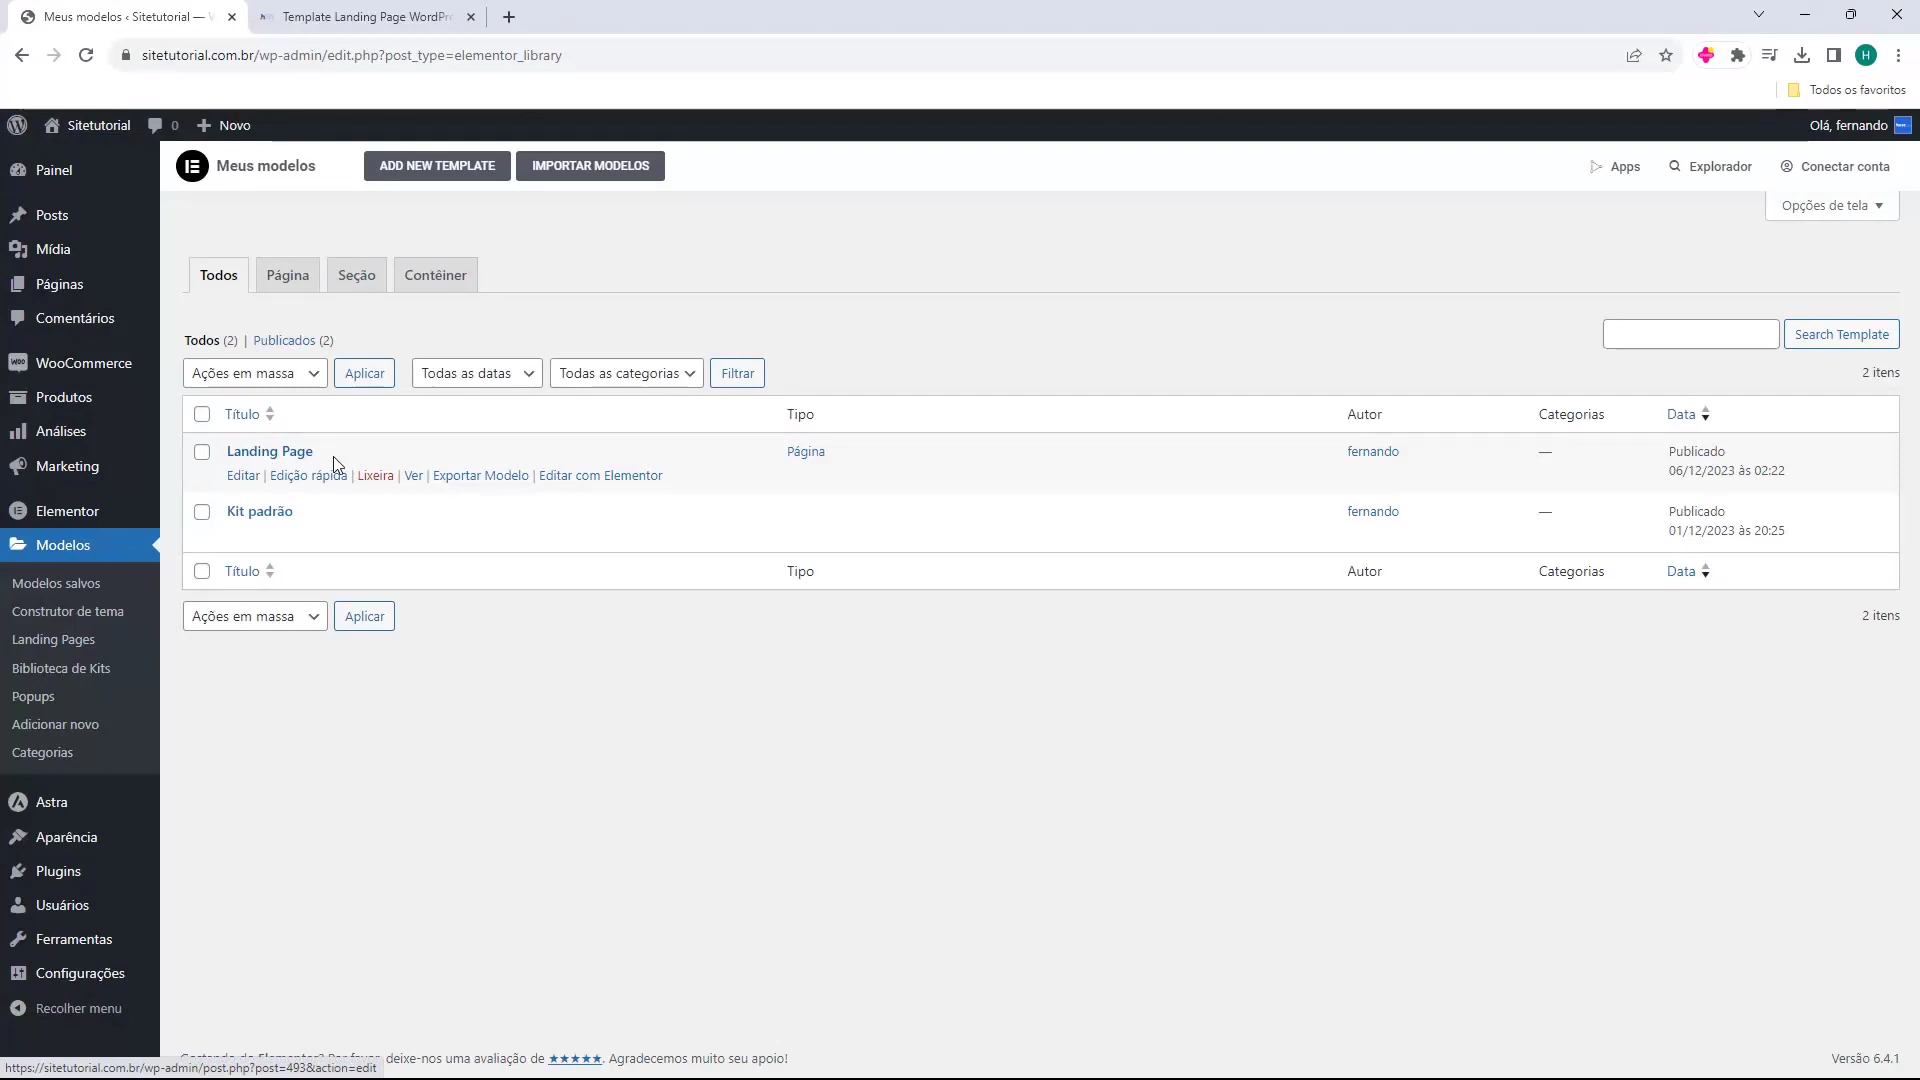 Meus modelos ‹ Sitetutorial —
Template Landing Page WordPr
sitetutorial.com.br/wp-admin/edit.php?post_type=elementor_library
H
Todos os favoritos
Sitetutorial
0
Novo
Olá, fernando
Painel
Posts
Mídia
Páginas
Comentários
WooCommerce
Produtos
Análises
Marketing
Elementor
Modelos
Modelos salvos
Construtor de tema
Landing Pages
Biblioteca de Kits
Popups
Adicionar novo
Categorias
Astra
Aparência
Plugins
Usuários
Ferramentas
Configurações
Recolher menu
Meus modelos
ADD NEW TEMPLATE
IMPORTAR MODELOS
Apps
Explorador
Conectar conta
Opções de tela
Todos
Página
Seção
Contêiner
Todos (2) | Publicados (2)
Search Template
Ações em massa
Aplicar
Todas as datas
Todas as categorias
Filtrar
2 itens
Título
Tipo
Autor
Categorias
Data
Landing Page
Página
fernando
—
Publicado
06/12/2023 às 02:22
Editar | Edição rápida | Lixeira | Ver | Exportar Modelo | Editar com Elementor
Kit padrão
fernando
—
Publicado
01/12/2023 às 20:25
Título
Tipo
Autor
Categorias
Data
Ações em massa
Aplicar
2 itens
deixe-nos uma avaliação de ★★★★★. Agradecemos muito seu apoio!
Versão 6.4.1
https://sitetutorial.com.br/wp-admin/post.php?post=493&action=edit